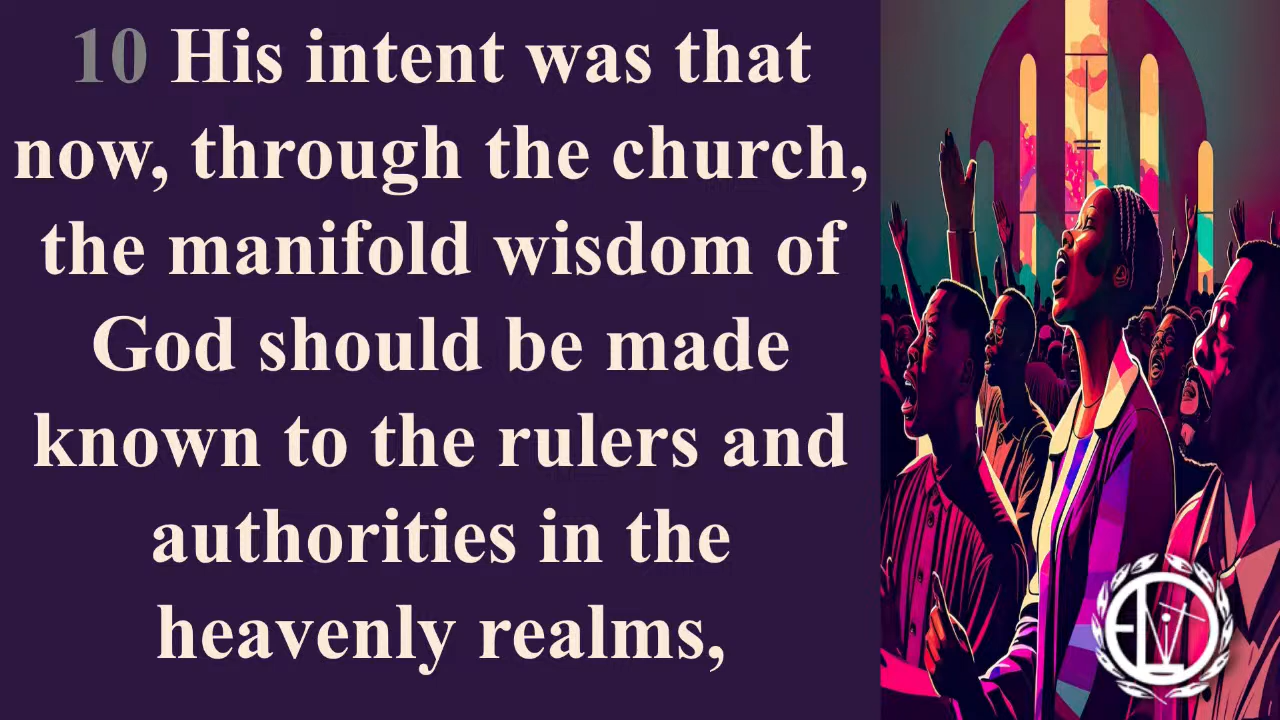 10 His intent was that
now, through the church,
the manifold wisdom of
God should be made
known to the rulers and
authorities in the
heavenly realms,